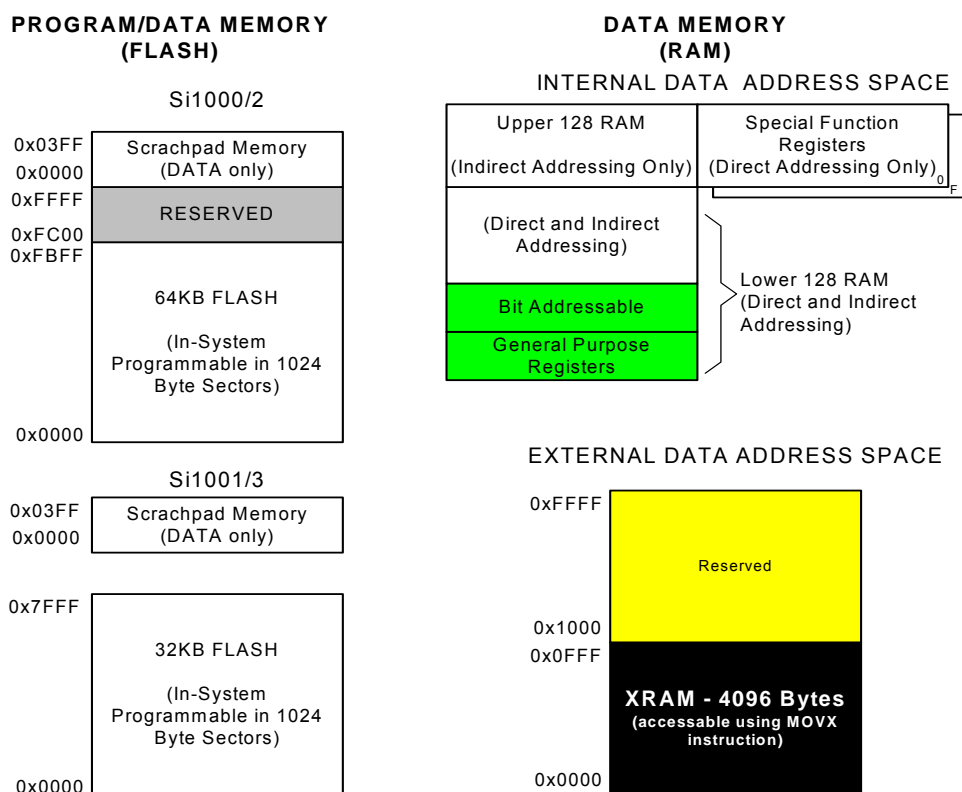 PROGRAM/DATA MEMORY
(FLASH)
Si1000/2
0x03FF
Scrachpad Memory
(DATA only)
0x0000
0xFFFF
RESERVED
0xFC00
0xFBFF
64KB FLASH
(In-System
Programmable in 1024
Byte Sectors)
0x0000
Si1001/3
0x03FF
Scrachpad Memory
(DATA only)
0x0000
0x7FFF
32KB FLASH
(In-System
Programmable in 1024
Byte Sectors)
0x0000
DATA MEMORY
(RAM)
INTERNAL DATA ADDRESS SPACE
Upper 128 RAM
(Indirect Addressing Only)
Special Function
Registers
(Direct Addressing Only)
0
F
(Direct and Indirect
Addressing)
Bit Addressable
General Purpose
Registers
Lower 128 RAM
(Direct and Indirect
Addressing)
EXTERNAL DATA ADDRESS SPACE
0xFFFF
Reserved
0x1000
0x0FFF
XRAM - 4096 Bytes
(accessable using MOVX
instruction)
0x0000